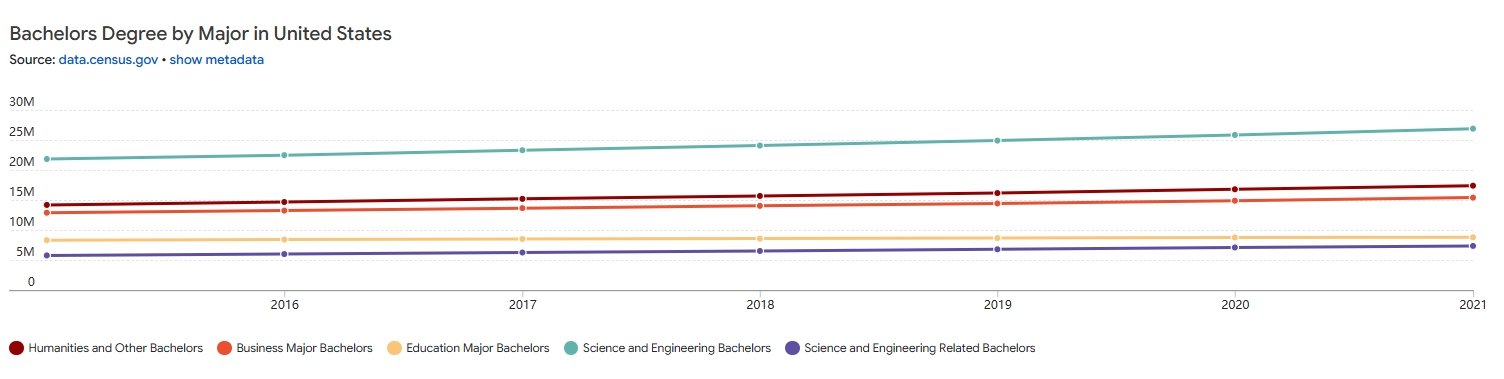 Bachelors Degree by Major in United States
Source: data.census.gov • show metadata
30M
25M
20M
15M
10M
5M
0
2016 2017 2018 2019 2020 2021
Humanities and Other Bachelors Business Major Bachelors Education Major Bachelors Science and Engineering Bachelors Science and Engineering Related Bachelors